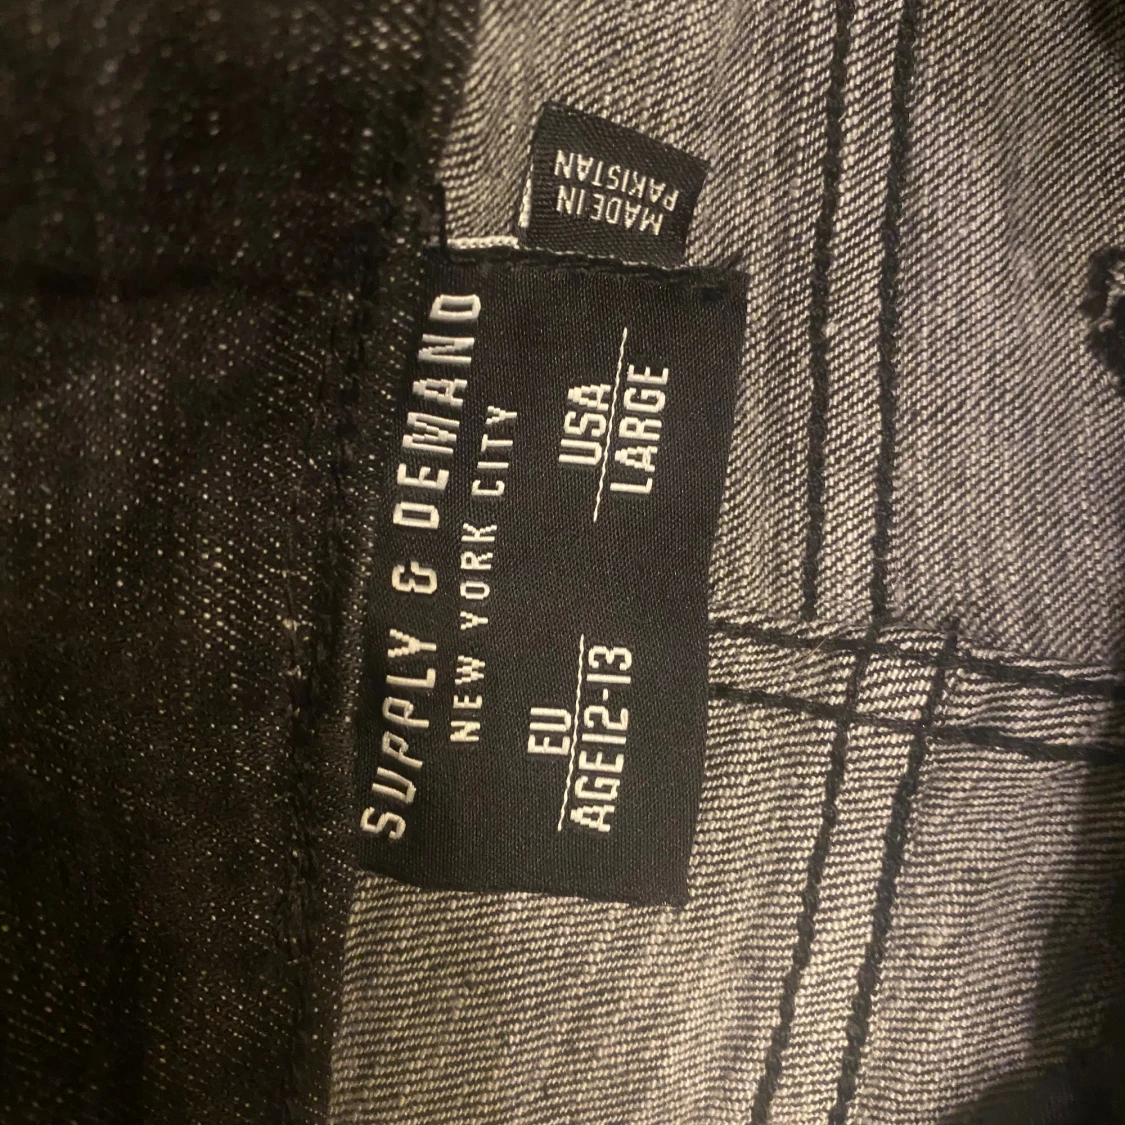 SUPPLY & DEMAND
NEW YORK CITY
EU
AGE12-13
USA
LARGE
MADE IN
PAKISTAN